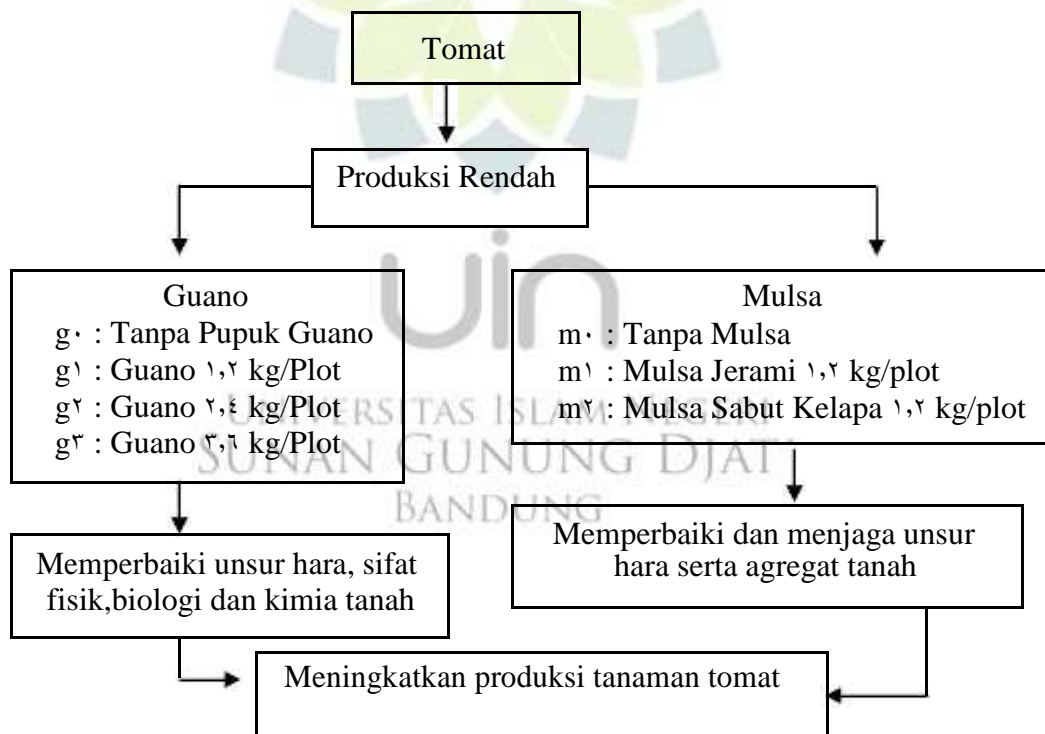 Tomat
Produksi Rendah
Guano
g٠ : Tanpa Pupuk Guano
g١ : Guano ١,٢ kg/Plot
g٢ : Guano ٢,٤ kg/Plot
g٣ : Guano ٣,٦ kg/Plot
Mulsa
m٠ : Tanpa Mulsa
m١ : Mulsa Jerami ١,٢ kg/plot
m٢ : Mulsa Sabut Kelapa ١,٢ kg/plot
uin
UNIVERSITAS ISLAM NEGERI
SUNAN GUNUNG DJATI
BANDUNG
Memperbaiki unsur hara, sifat
fisik,biologi dan kimia tanah
Memperbaiki dan menjaga unsur
hara serta agregat tanah
Meningkatkan produksi tanaman tomat